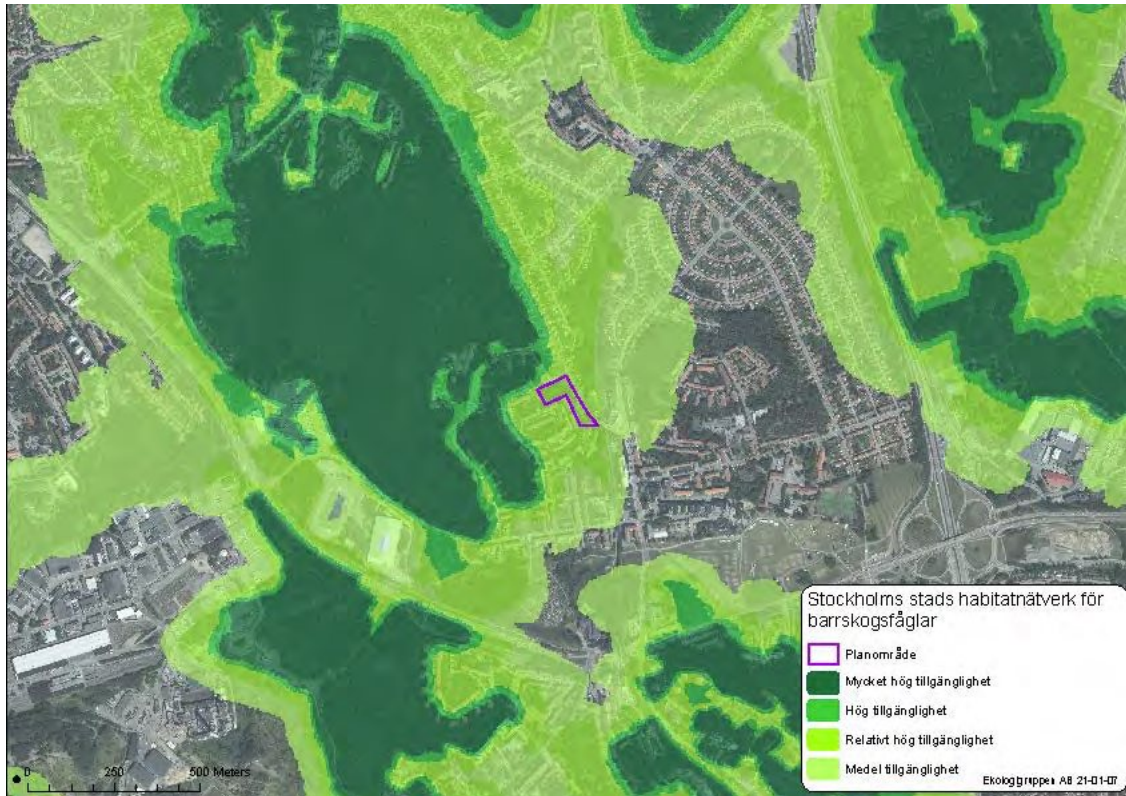 Stockholms stads habitatnätverk för
barrskogsfåglar
Planområde
Mycket hög tillgänglighet
Hög tillgänglighet
Relativt hög tillgänglighet
Medel tillgänglighet
Ekologigruppen AB 21-01-07
0 250 500 Meters